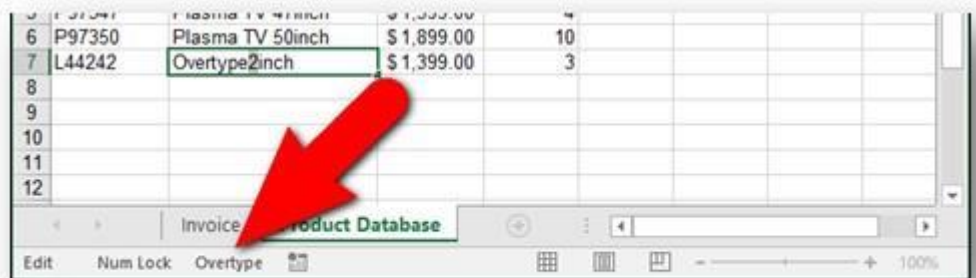 6 P97350 Plasma TV 50inch $1,899.00 10
7 L44242 Overtype2inch $1,399.00 3
8
9
10
11
12
Invoice Product Database
Edit Num Lock Overtype 100%